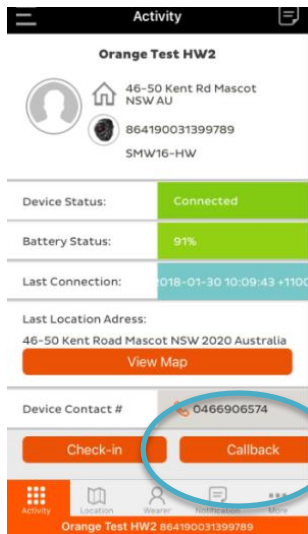 Activity
Orange Test HW2
46-50 Kent Rd Mascot
NSW AU
864190031399789
SMW16-HW
Device Status: Connected
Battery Status: 91%
Last Connection: 2018-01-30 10:09:43 +1100
Last Location Adress:
46-50 Kent Road Mascot NSW 2020 Australia
View Map
Device Contact # 0466906574
Check-in Callback
Activity Location Wearer Notification More
Orange Test HW2 864190031399789